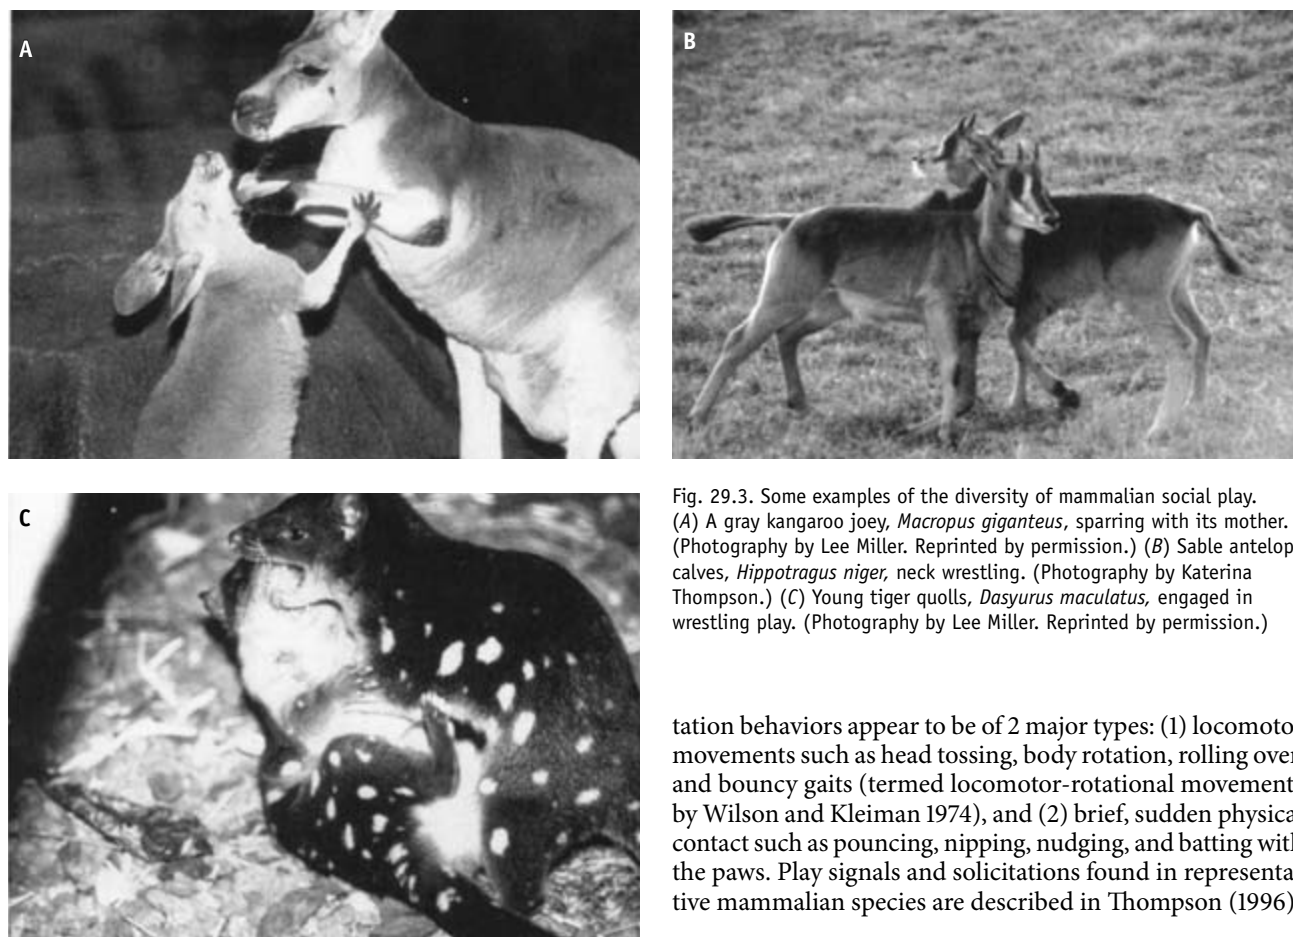 A
B
C
Fig. 29.3. Some examples of the diversity of mammalian social play.
(A) A gray kangaroo joey, Macropus giganteus, sparring with its mother.
(Photography by Lee Miller. Reprinted by permission.) (B) Sable antelop
calves, Hippotragus niger, neck wrestling. (Photography by Katerina
Thompson.) (C) Young tiger quolls, Dasyurus maculatus, engaged in
wrestling play. (Photography by Lee Miller. Reprinted by permission.)
tation behaviors appear to be of 2 major types: (1) locomoto
movements such as head tossing, body rotation, rolling over
and bouncy gaits (termed locomotor-rotational movement
by Wilson and Kleiman 1974), and (2) brief, sudden physica
contact such as pouncing, nipping, nudging, and batting wit
the paws. Play signals and solicitations found in representa
tive mammalian species are described in Thompson (1996)